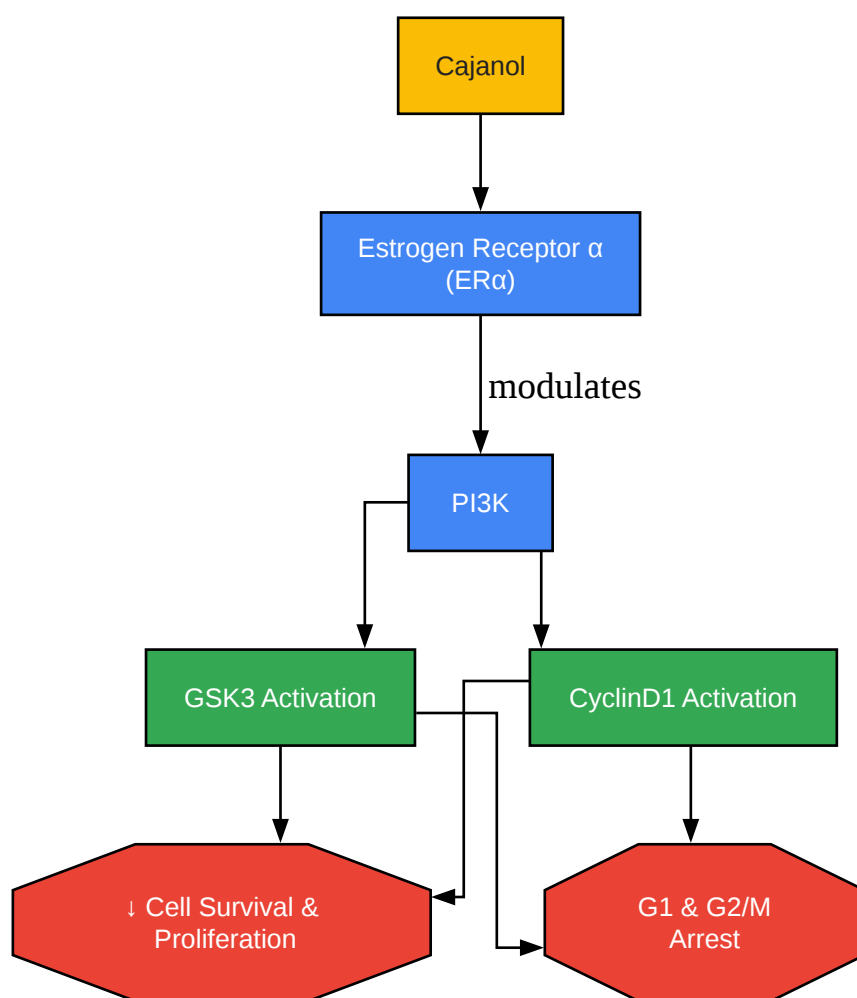 Cajanol
Estrogen Receptor α
(ERα)
modulates
PI3K
GSK3 Activation
CyclinD1 Activation
↓ Cell Survival &
Proliferation
G1 & G2/M
Arrest